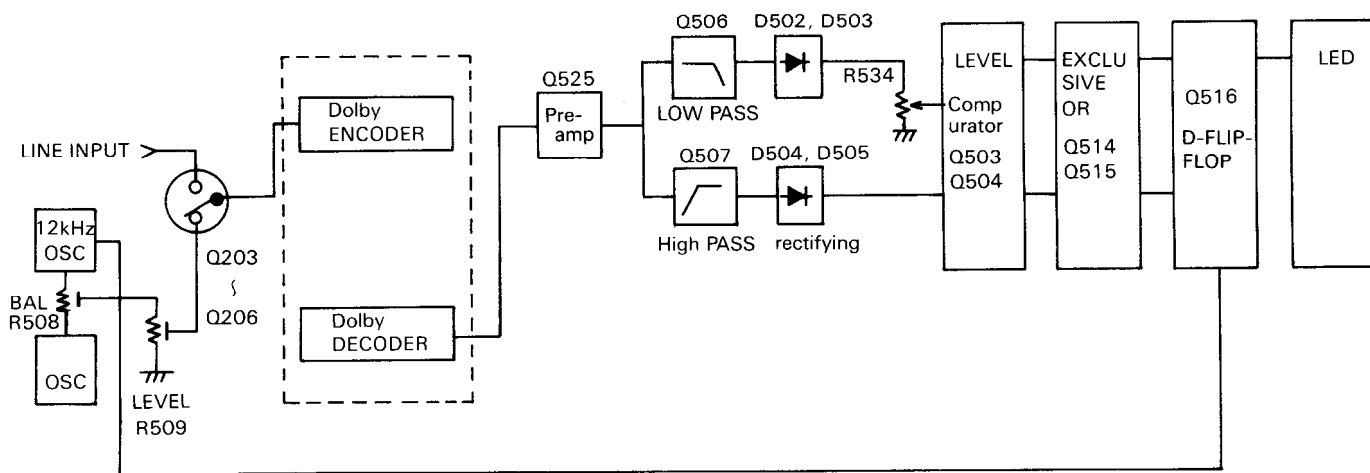 LINE INPUT
12kHz
OSC
BAL
R508
OSC
LEVEL
R509
Q203
~
Q206
Dolby
ENCODER
Dolby
DECODER
Q525
Pre-
amp
Q506
LOW PASS
D502, D503
R534
Q507
High PASS
D504, D505
rectifying
LEVEL
Comp
urator
Q503
Q504
EXCLU
SIVE
OR
Q514
Q515
Q516
D-FLIP-
FLOP
LED